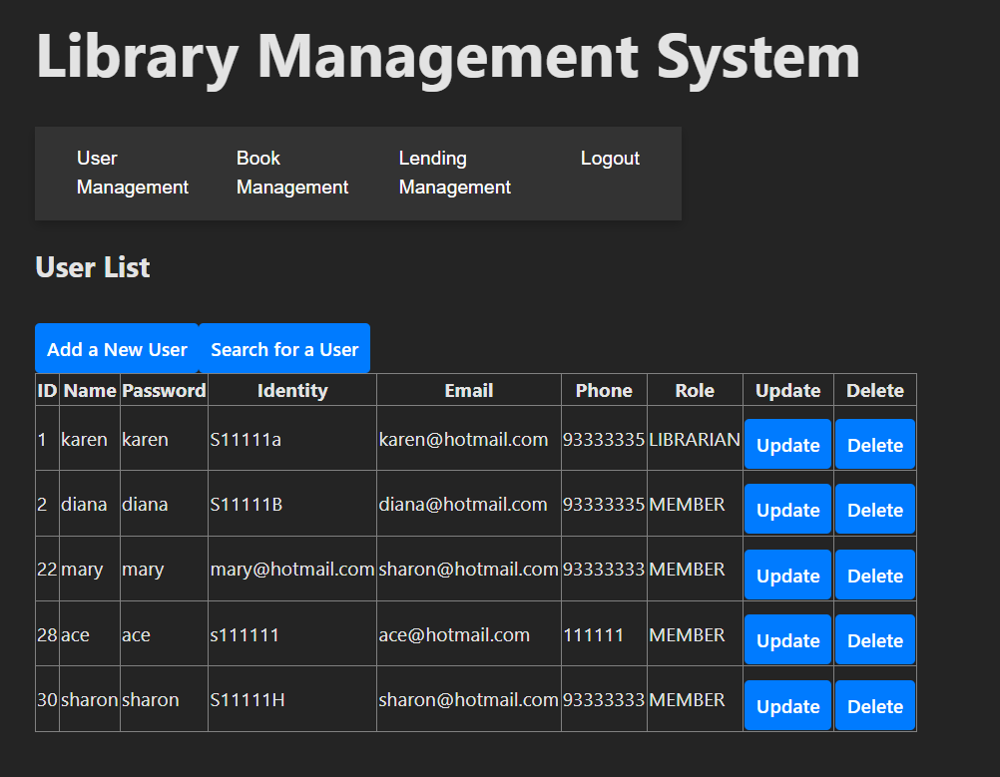 Library Management System
User Book Lending Logout
Management Management Management
User List
Add a New User Search for a User
ID Name Password Identity Email Phone Role Update Delete
1 karen karen S11111a karen@hotmail.com 93333335 LIBRARIAN Update Delete
2 diana diana S11111B diana@hotmail.com 93333335 MEMBER Update Delete
22 mary mary mary@hotmail.com sharon@hotmail.com 93333333 MEMBER Update Delete
28 ace ace s111111 ace@hotmail.com 111111 MEMBER Update Delete
30 sharon sharon S11111H sharon@hotmail.com 93333333 MEMBER Update Delete